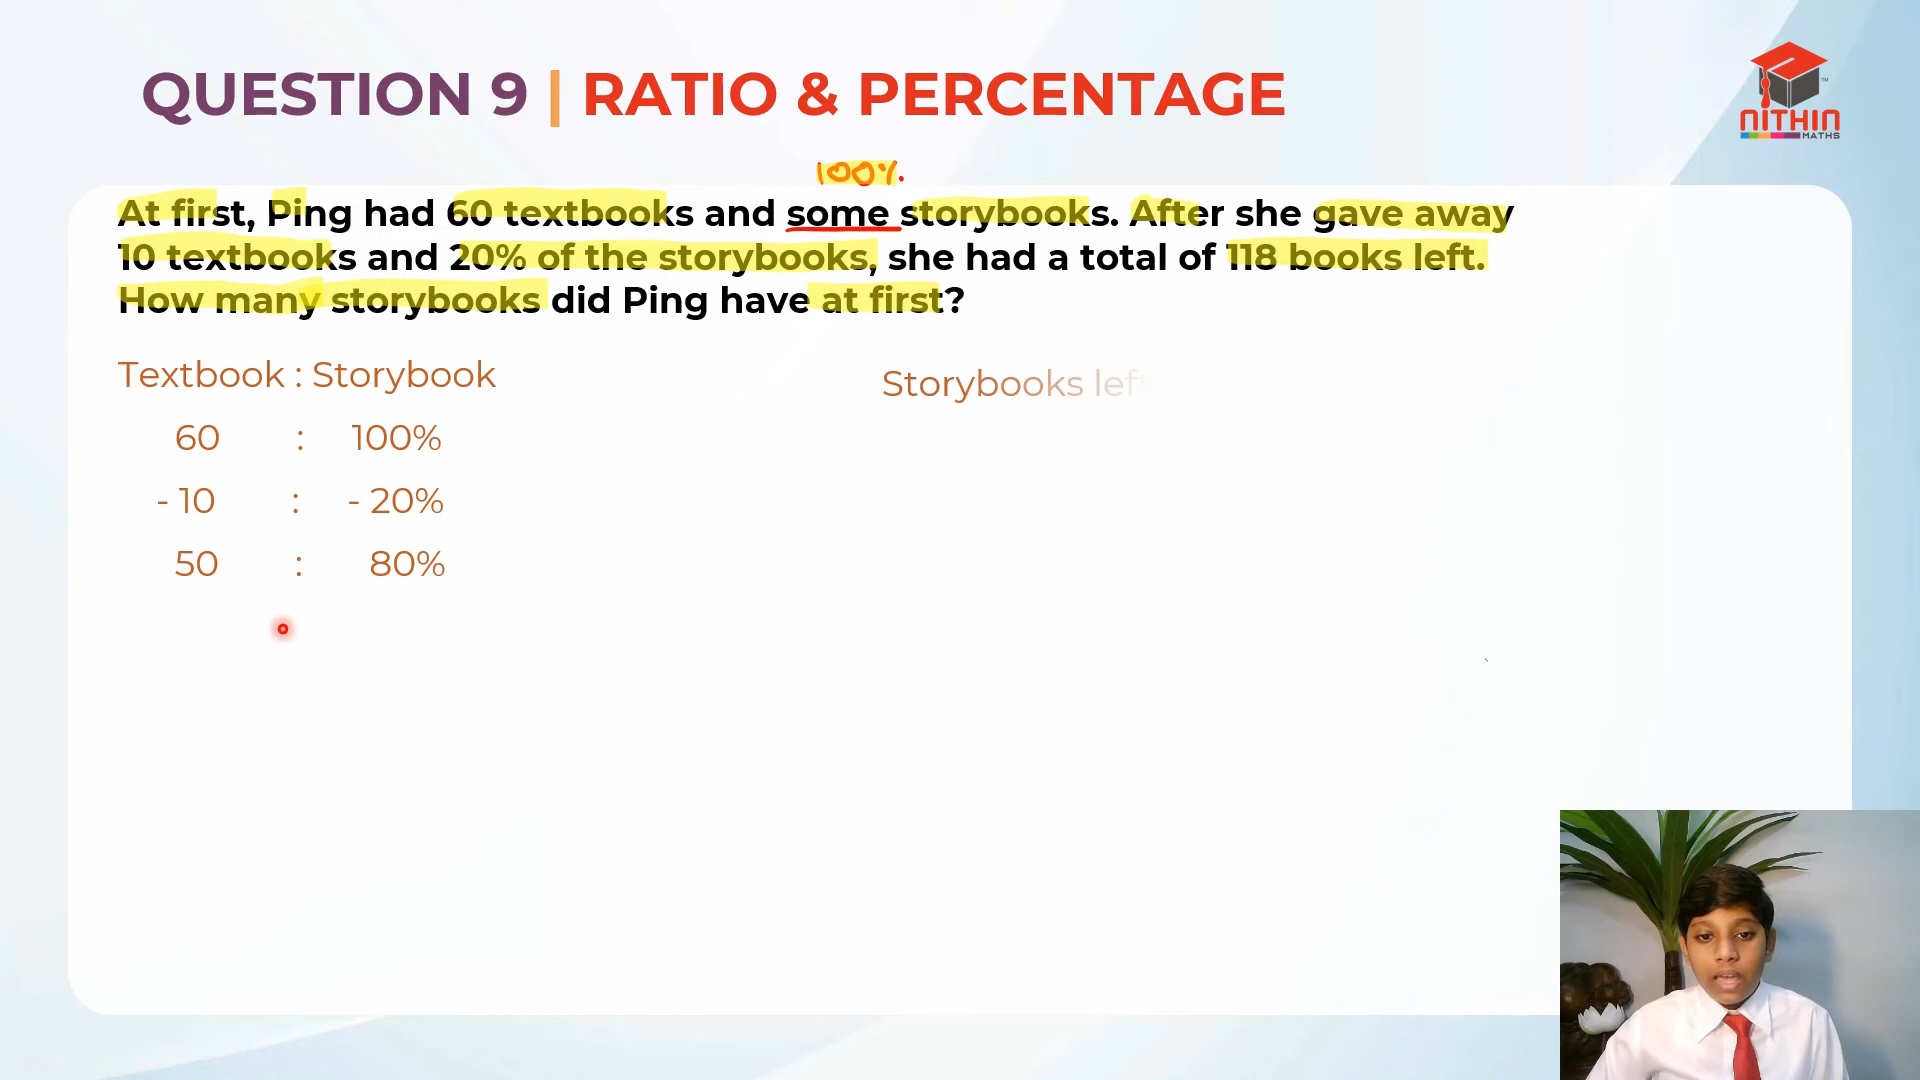 QUESTION 9 | RATIO & PERCENTAGE
NITHIN
MATHS
TM
100%.
At first, Ping had 60 textbooks and some storybooks. After she gave away
10 textbooks and 20% of the storybooks, she had a total of 118 books left.
How many storybooks did Ping have at first?
Textbook : Storybook
60 : 100%
- 10 : - 20%
50 : 80%
Storybooks left